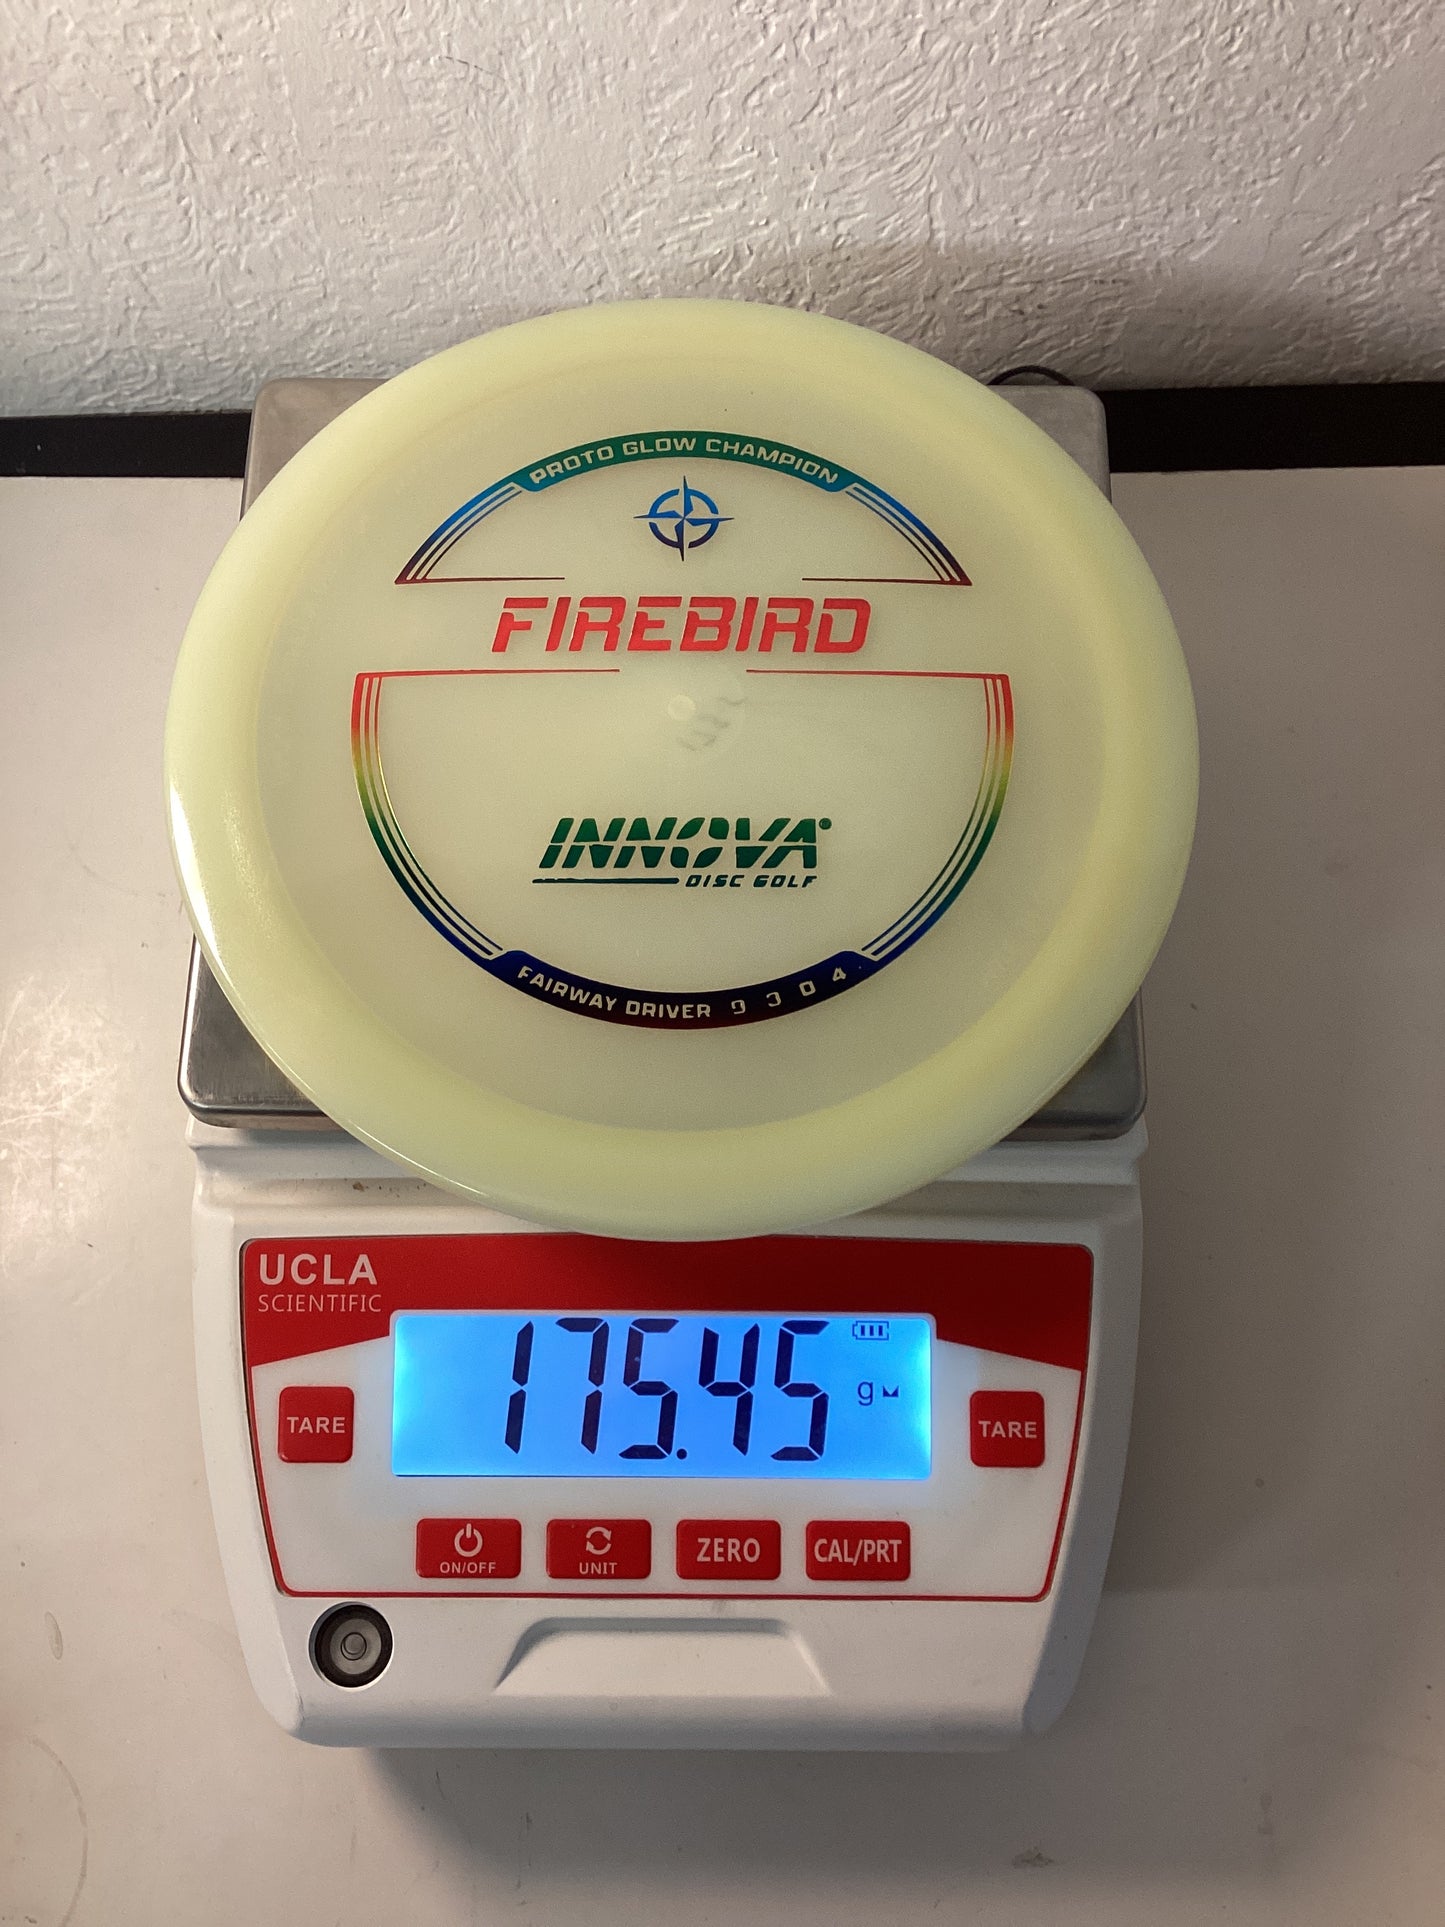 PROTO GLOW CHAMPION
FIREBIRD
INNOVA
DISC GOLF
FAIRWAY DRIVER 9 3 0 4
UCLA
SCIENTIFIC
175.45
g
TARE
TARE
ON/OFF
UNIT
ZERO
CAL/PRT